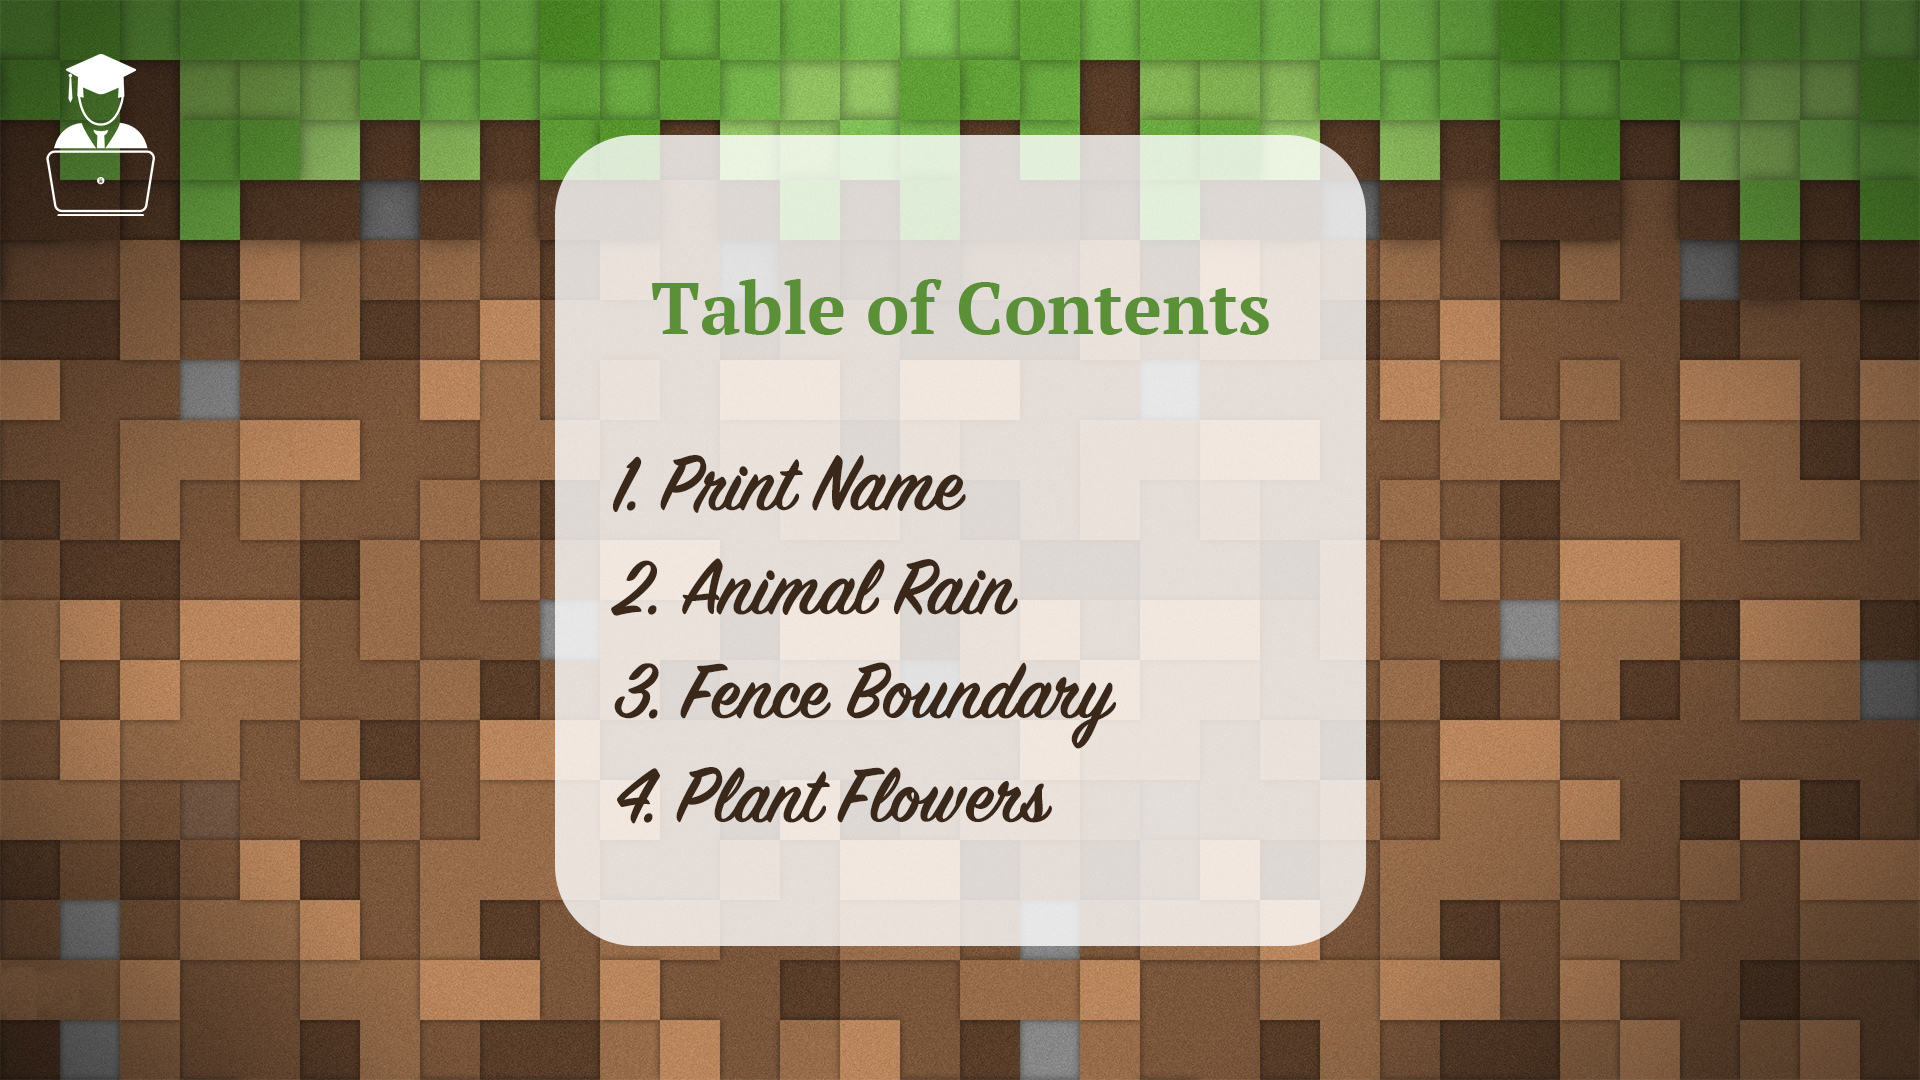 Table of Contents
1. Print Name
2. Animal Rain
3. Fence Boundary
4. Plant Flowers